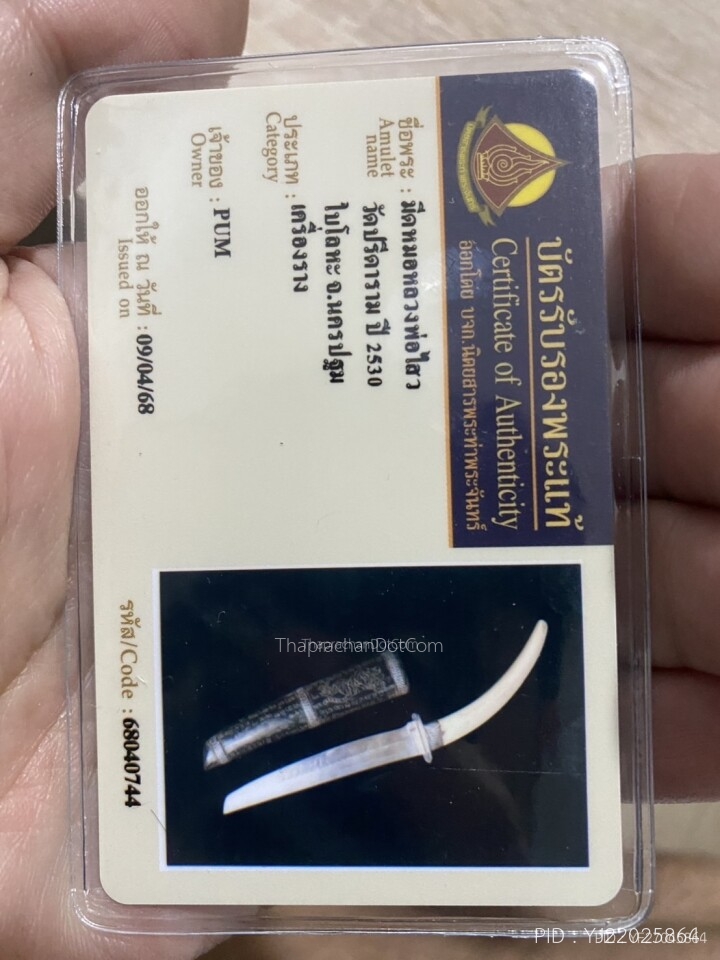 บัตรรับรองพระแท้
Certificate of Authenticity
ออกโดย บจก.นิตยสารพระท่าพระจันทร์
ชื่อพระ : มีดหมอหลวงพ่อไสว
Amulet name
วัดปรีดาราม ปี 2530
ใบโลหะ จ.นครปฐม
ประเภท : เครื่องราง
Category
เจ้าของ : PUM
Owner
ออกให้ ณ วันที่ : 09/04/68
Issued on
รหัส/Code : 68040744
ThaprachanDotCom
PID : Y122025864